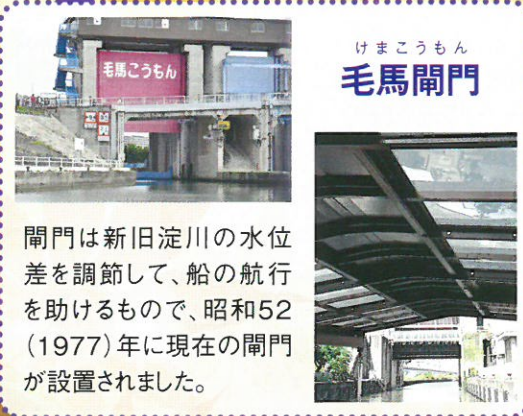 毛馬こうもん
けまこうもん
毛馬閘門
閘門は新旧淀川の水位
差を調節して、船の航行
を助けるもので、昭和52
(1977)年に現在の閘門
が設置されました。